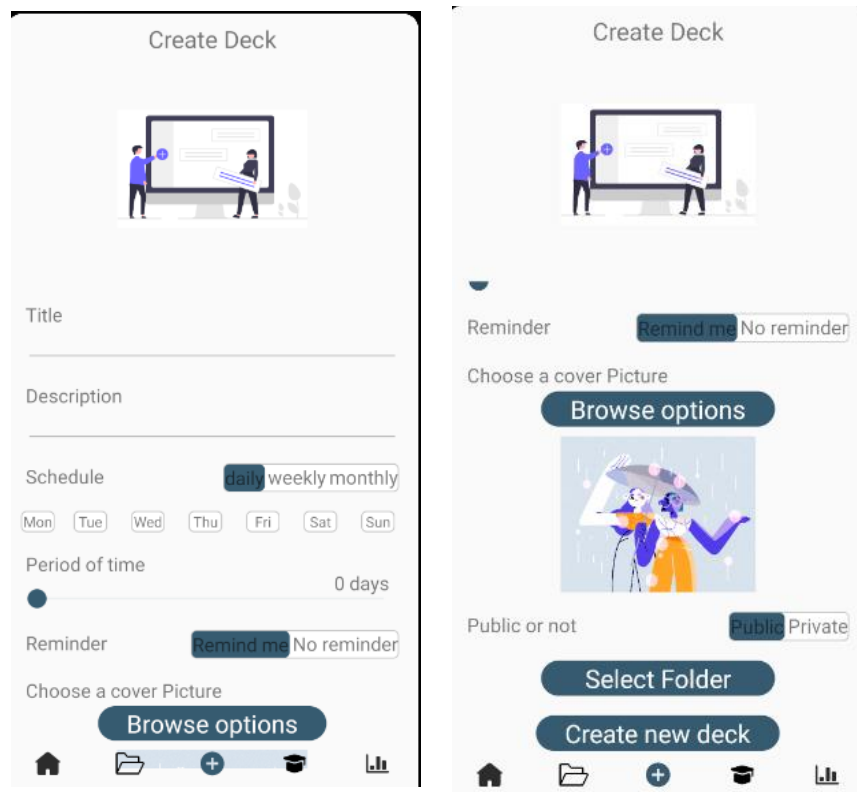 Create Deck
Title
Description
Schedule daily weekly monthly
Mon Tue Wed Thu Fri Sat Sun
Period of time
0 days
Reminder Remind me No reminder
Choose a cover Picture
Browse options
Create Deck
Reminder Remind me No reminder
Choose a cover Picture
Browse options
Public or not Public Private
Select Folder
Create new deck